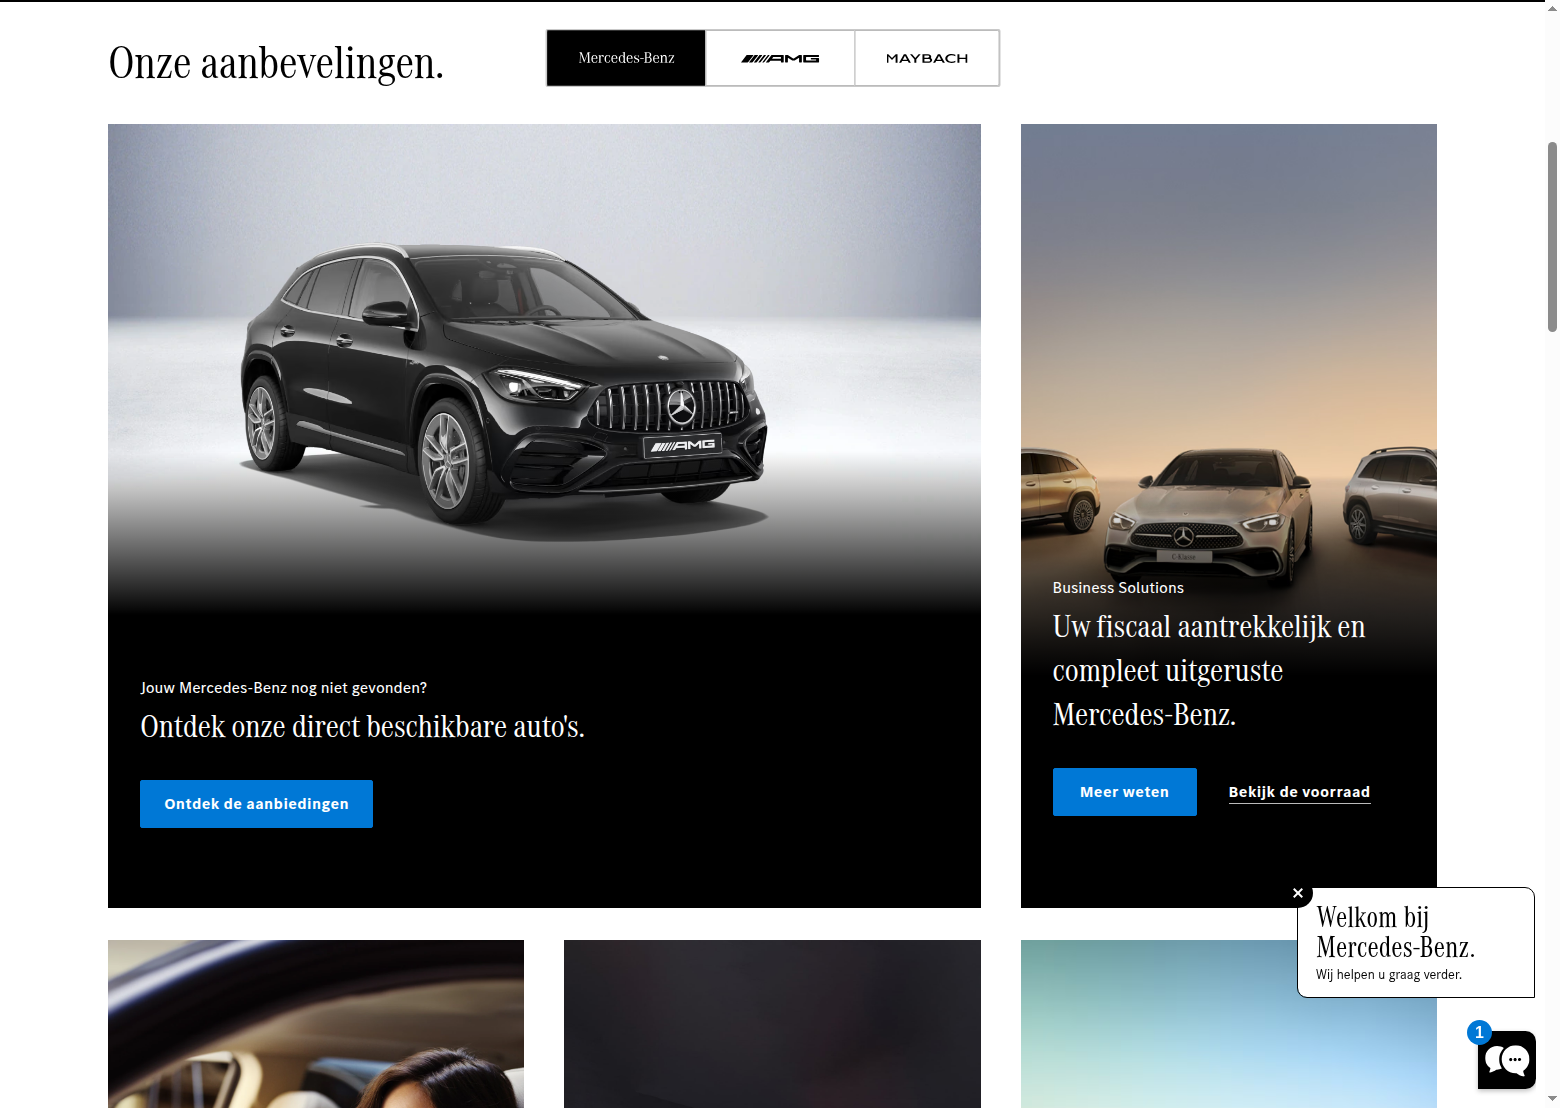 Onze aanbevelingen.
Mercedes-Benz
AMG
MAYBACH
AMG
C-Klasse
Jouw Mercedes-Benz nog niet gevonden?
Ontdek onze direct beschikbare auto's.
Ontdek de aanbiedingen
Business Solutions
Uw fiscaal aantrekkelijk en
compleet uitgeruste
Mercedes-Benz.
Meer weten
Bekijk de voorraad
Welkom bij
Mercedes-Benz.
Wij helpen u graag verder.
1